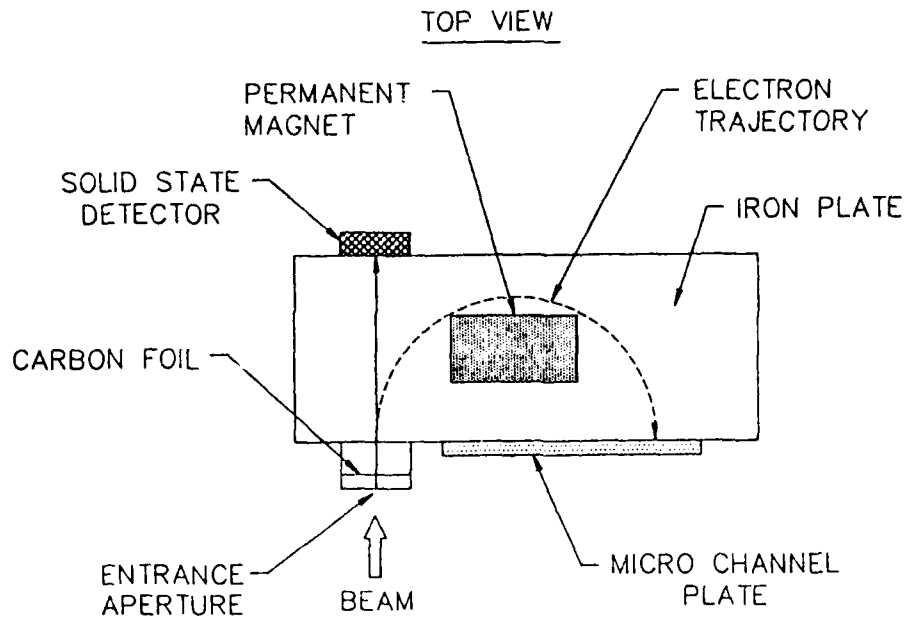 TOP VIEW
PERMANENT
MAGNET
ELECTRON
TRAJECTORY
SOLID STATE
DETECTOR
IRON PLATE
CARBON FOIL
ENTRANCE
APERTURE
BEAM
MICRO CHANNEL
PLATE